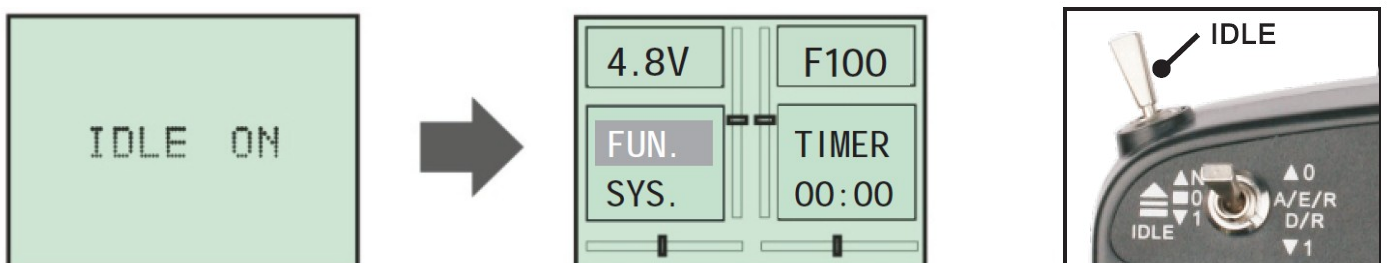 IDLE ON
4.8V
F100
FUN.
SYS.
TIMER
00:00
IDLE
▲N
■0
▼1
IDLE
▲0
A/E/R
D/R
▼1